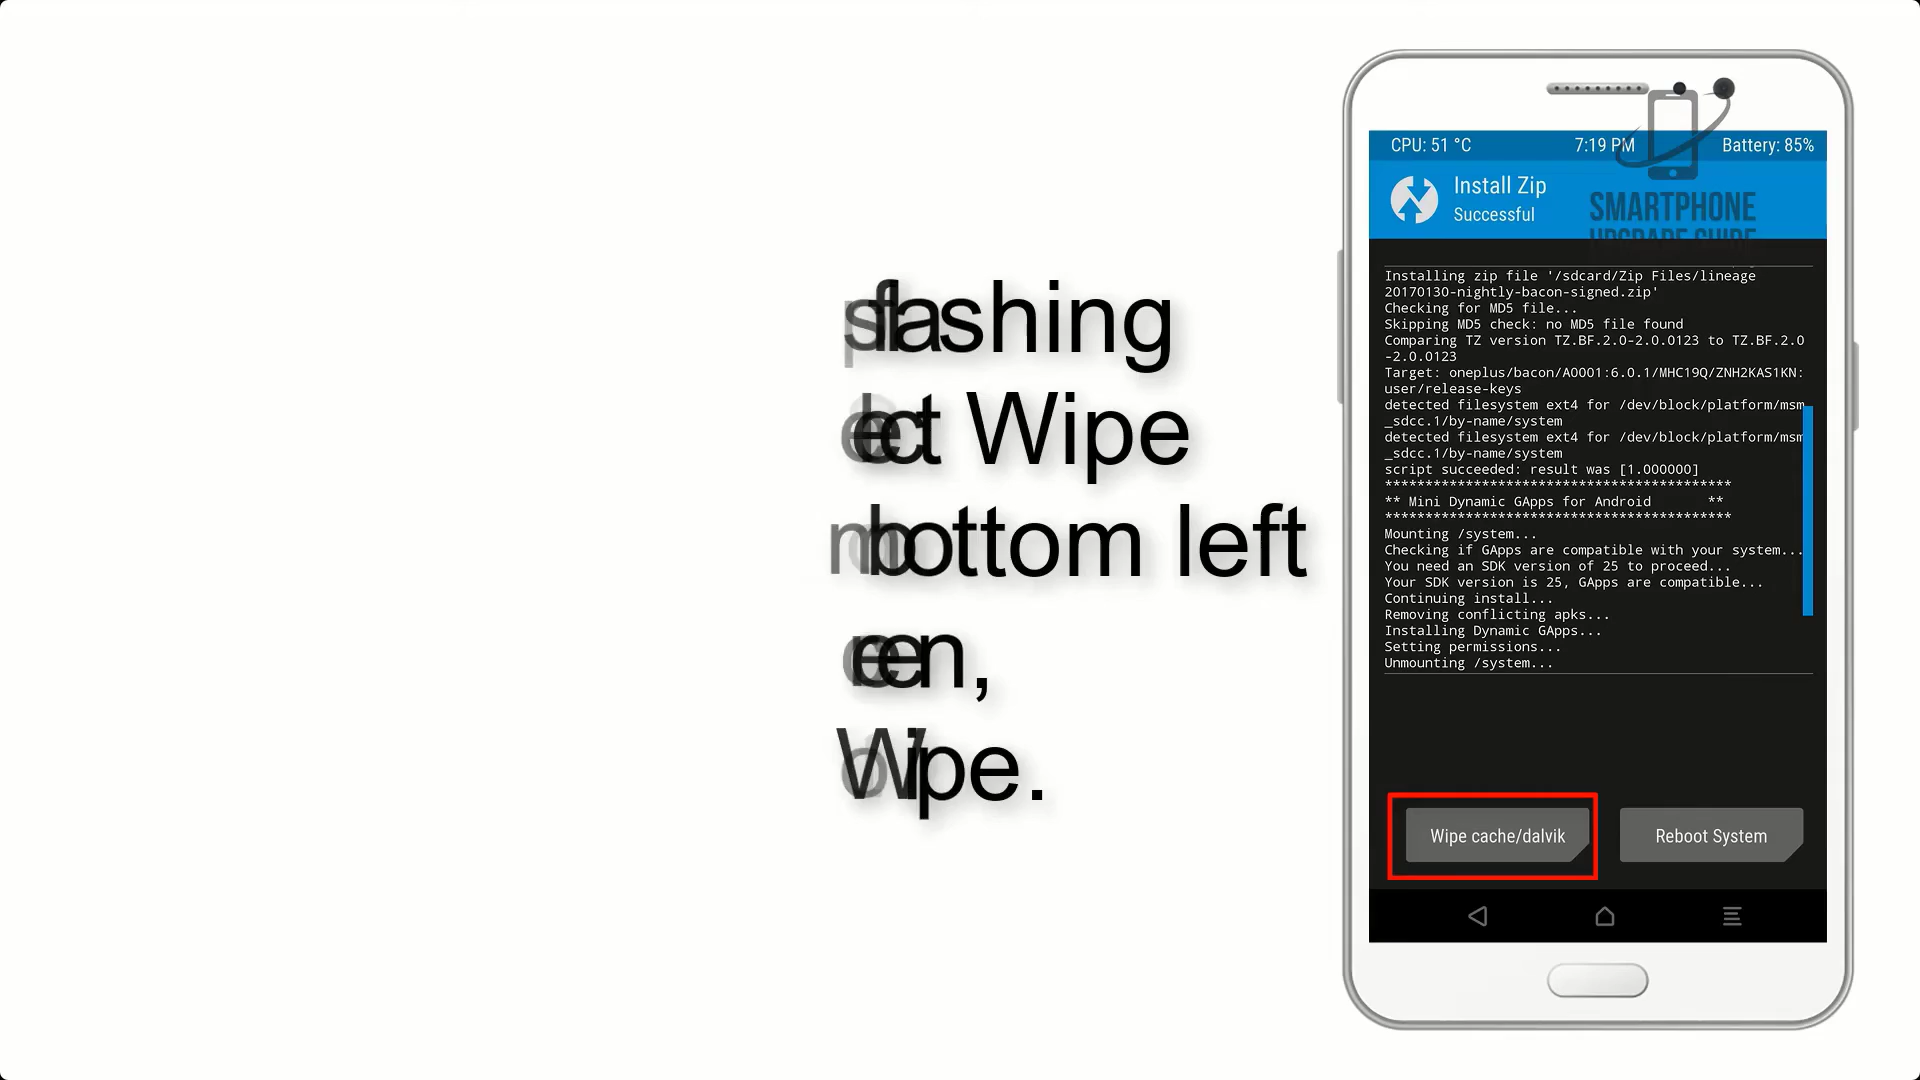 flashing
Wipe
bottom left
Wipe.
CPU: 51 °C
7:19 PM
Battery: 85%
Install Zip
Successful
SMARTPHONE
UPGRADE GUIDE
Installing zip file '/sdcard/Zip Files/lineage
20170130-nightly-bacon-signed.zip'
Checking for MD5 file...
Skipping MD5 check: no MD5 file found
Comparing TZ version TZ.BF.2.0-2.0.0123 to TZ.BF.2.0
-2.0.0123
Target: oneplus/bacon/A0001:6.0.1/MHC19Q/ZNH2KAS1KN:
user/release-keys
detected filesystem ext4 for /dev/block/platform/msm
_sdcc.1/by-name/system
detected filesystem ext4 for /dev/block/platform/msm
_sdcc.1/by-name/system
script succeeded: result was [1.000000]
*******************************************
** Mini Dynamic GApps for Android       **
*******************************************
Mounting /system...
Checking if GApps are compatible with your system...
You need an SDK version of 25 to proceed...
Your SDK version is 25, GApps are compatible...
Continuing install...
Removing conflicting apks...
Installing Dynamic GApps...
Setting permissions...
Unmounting /system...
Wipe cache/dalvik
Reboot System